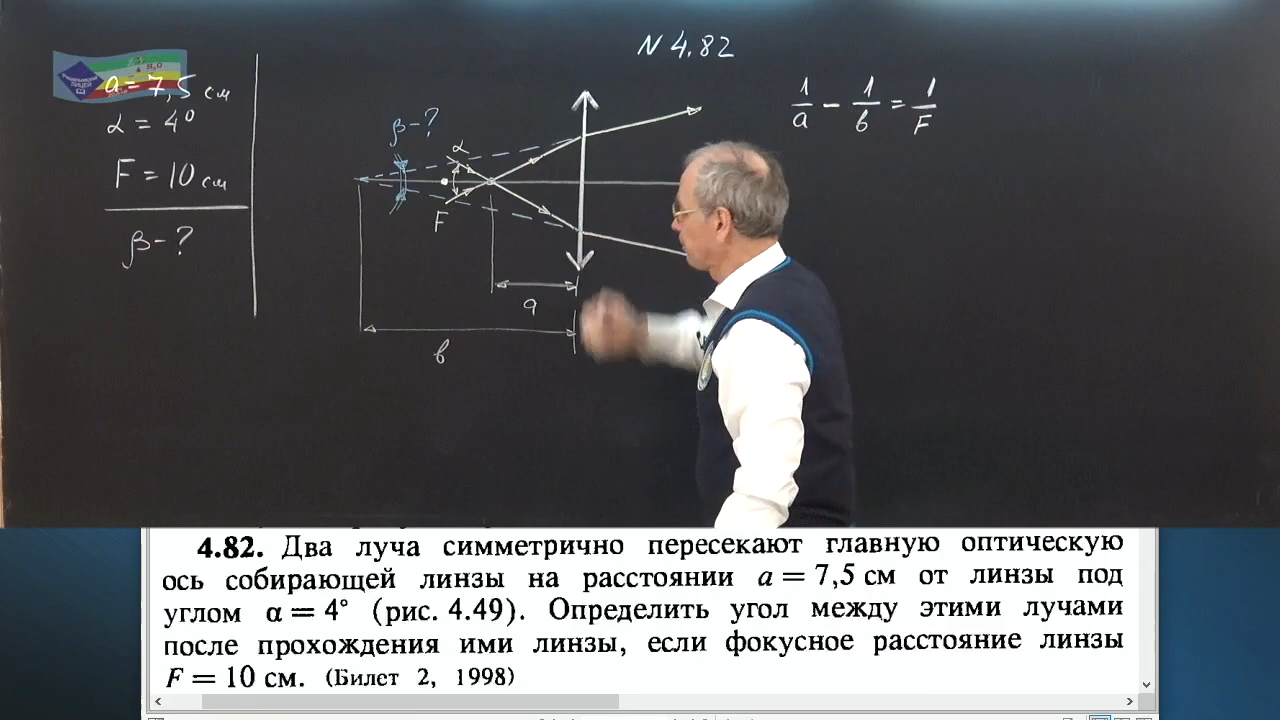 N 4.82
a = 7,5 см
α = 4°
F = 10 см
β - ?
β - ?
α
F
a
в
1/a - 1/в = 1/F
4.82. Два луча симметрично пересекают главную оптическую
ось собирающей линзы на расстоянии a = 7,5 см от линзы под
углом α = 4° (рис. 4.49). Определить угол между этими лучами
после прохождения ими линзы, если фокусное расстояние линзы
F = 10 см. (Билет 2, 1998)